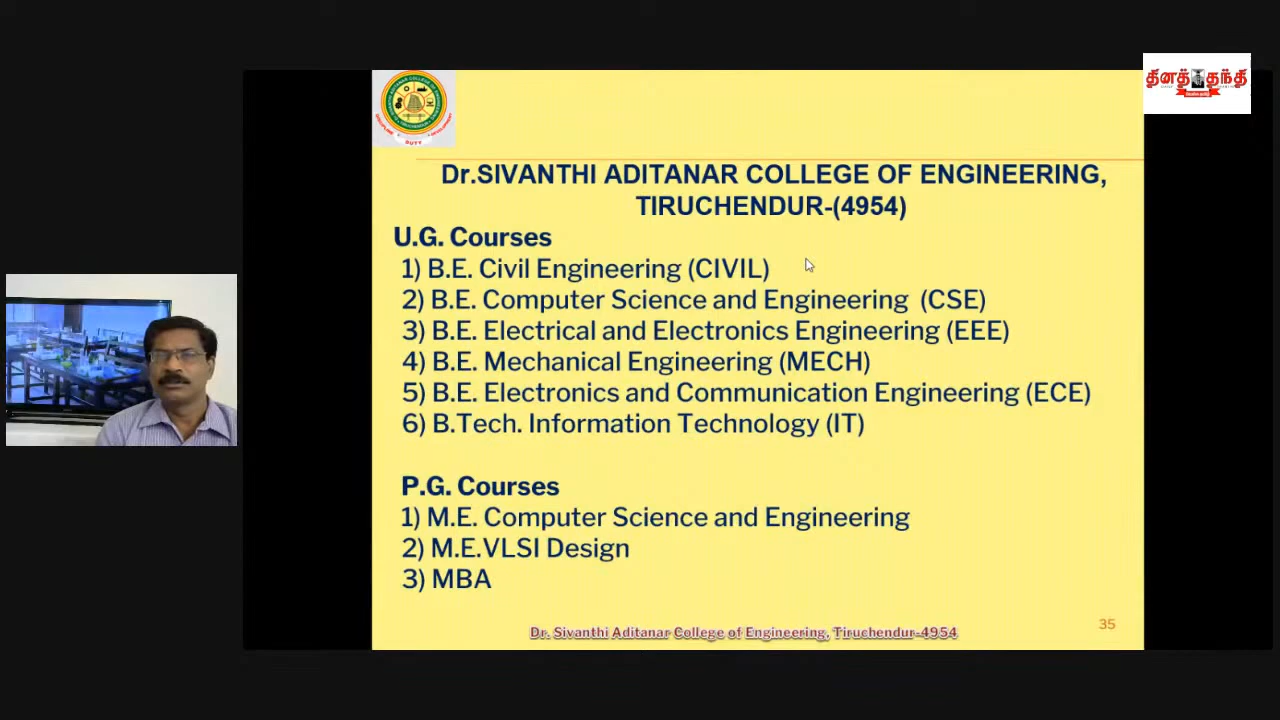 தினத்தந்தி
Dr.SIVANTHI ADITANAR COLLEGE OF ENGINEERING,
TIRUCHENDUR-(4954)
U.G. Courses
1) B.E. Civil Engineering (CIVIL)
2) B.E. Computer Science and Engineering (CSE)
3) B.E. Electrical and Electronics Engineering (EEE)
4) B.E. Mechanical Engineering (MECH)
5) B.E. Electronics and Communication Engineering (ECE)
6) B.Tech. Information Technology (IT)
P.G. Courses
1) M.E. Computer Science and Engineering
2) M.E.VLSI Design
3) MBA
Dr. Sivanthi Aditanar College of Engineering, Tiruchendur-4954
35